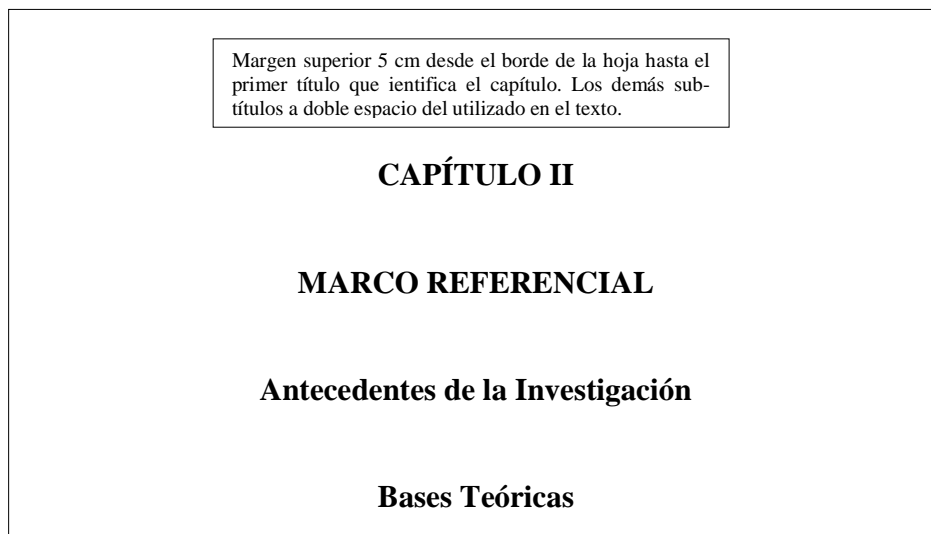 Margen superior 5 cm desde el borde de la hoja hasta el
primer título que ientifica el capítulo. Los demás sub-
títulos a doble espacio del utilizado en el texto.
CAPÍTULO II
MARCO REFERENCIAL
Antecedentes de la Investigación
Bases Teóricas